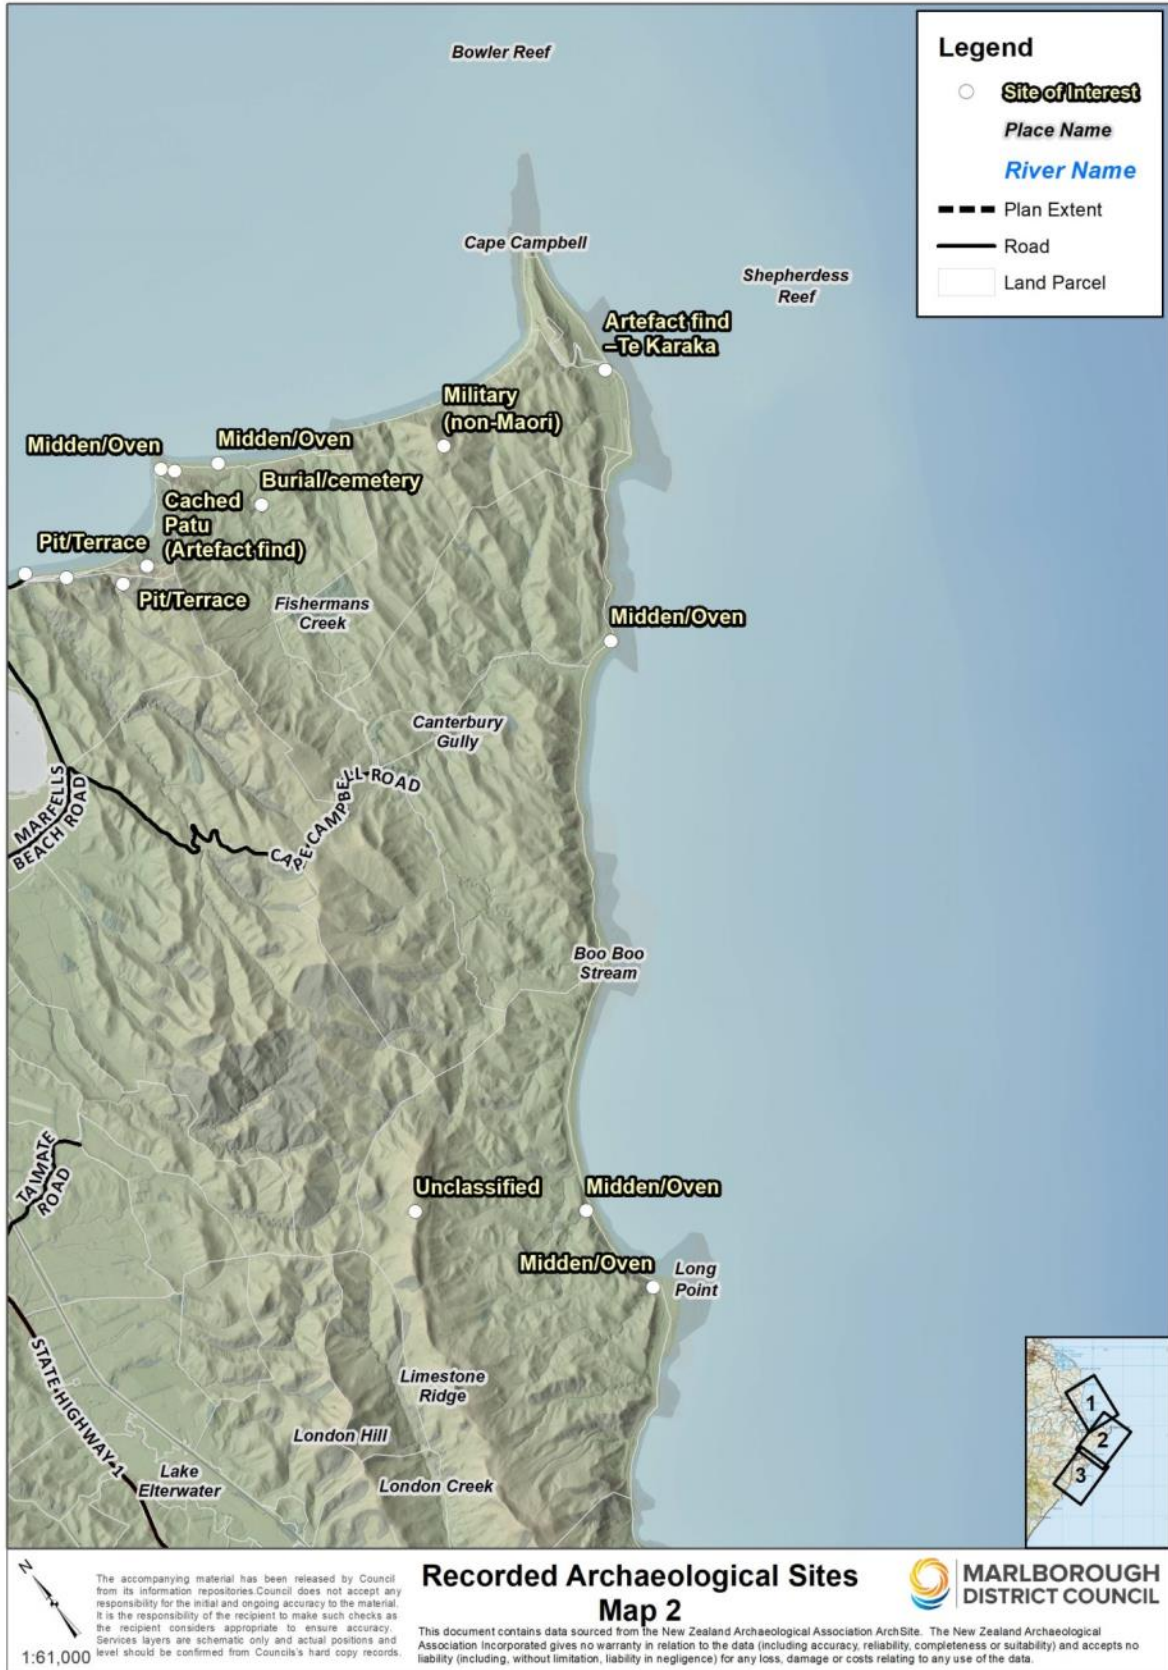 Bowler Reef
Legend
Site of Interest
Place Name
River Name
Plan Extent
Road
Land Parcel
Cape Campbell
Shepherdess
Reef
Artefact find
–Te Karaka
Military
(non-Maori)
Midden/Oven
Midden/Oven
Burial/cemetery
Cached
Patu
(Artefact find)
Pit/Terrace
Pit/Terrace
Fishermans
Creek
Midden/Oven
Canterbury
Gully
MARFELLS
BEACH ROAD
CAPE CAMPBELL ROAD
Boo Boo
Stream
TAIMATE
ROAD
Unclassified
Midden/Oven
Midden/Oven
Long
Point
STATE HIGHWAY 1
Limestone
Ridge
London Hill
Lake
Elterwater
London Creek
1
2
3
N
1:61,000
The accompanying material has been released by Council
from its information repositories.Council does not accept any
responsibility for the initial and ongoing accuracy to the material.
It is the responsibility of the recipient to make such checks as
the recipient considers appropriate to ensure accuracy.
Services layers are schematic only and actual positions and
level should be confirmed from Councils's hard copy records.
Recorded Archaeological Sites
Map 2
This document contains data sourced from the New Zealand Archaeological Association ArchSite. The New Zealand Archaeological
Association Incorporated gives no warranty in relation to the data (including accuracy, reliability, completeness or suitability) and accepts no
liability (including, without limitation, liability in negligence) for any loss, damage or costs relating to any use of the data.
MARLBOROUGH
DISTRICT COUNCIL